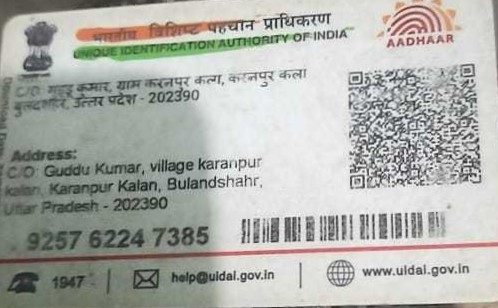 भारतीय विशिष्ट पहचान प्राधिकरण
UNIQUE IDENTIFICATION AUTHORITY OF INDIA
AADHAAR
C/O: गुड्डू कुमार, ग्राम करनपुर कलाा, करनपुर कला
बुलंदशहर, उत्तर प्रदेश - 202390
Address:
C/O: Guddu Kumar, village karanpur
kalan, Karanpur Kalan, Bulandshahr,
Uttar Pradesh - 202390
9257 6224 7385
1947
help@uidai.gov.in
www.uidai.gov.in